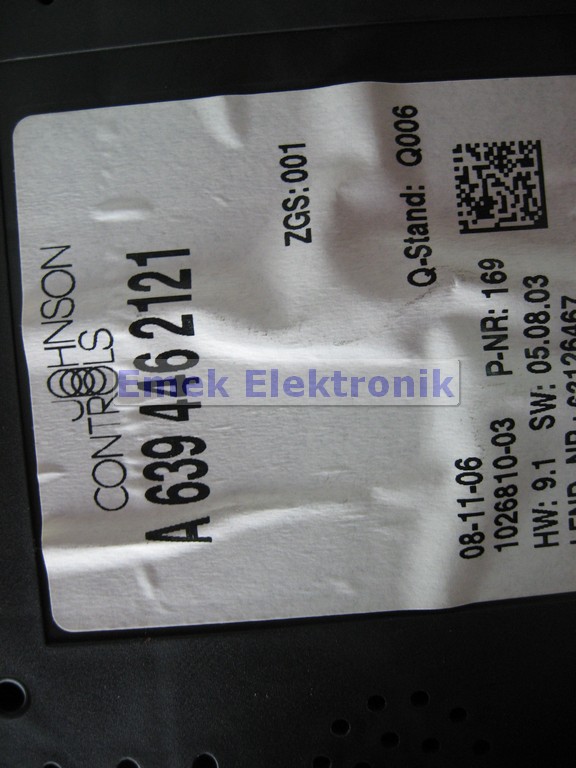 JOHNSON
CONTROLS
A 639 446 2121
ZGS: 001
Q-Stand: Q006
08-11-06
1026810-03 P-NR: 169
HW: 9.1 SW: 05.08.03
Emek Elektronik